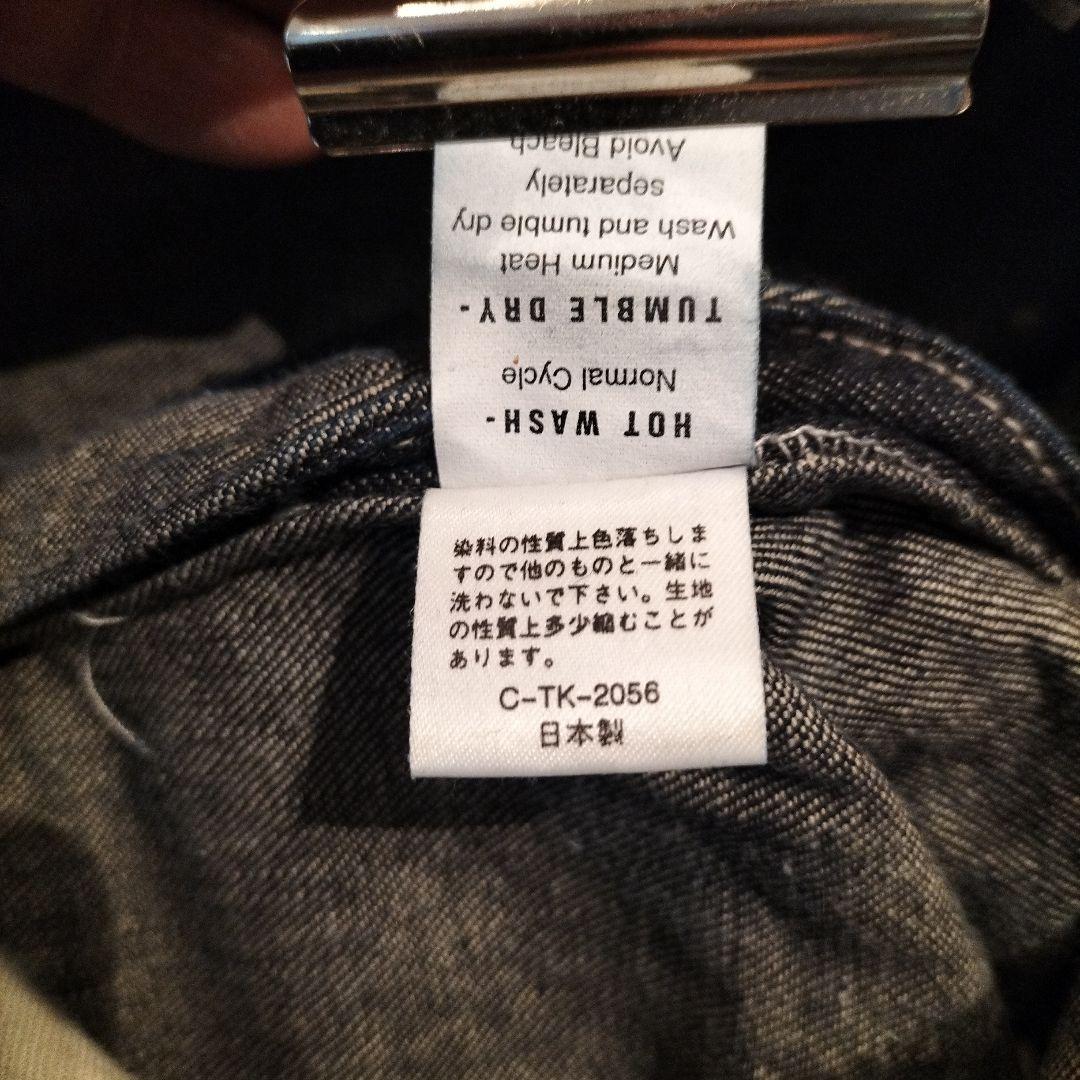 HOT WASH-
Normal Cycle
TUMBLE DRY-
Medium Heat
Wash and tumble dry
separately
Avoid Bleach
染料の性質上色落ちしま
すので他のものと一緒に
洗わないで下さい。生地
の性質上多少縮むことが
あります。
C-TK-2056
日本製